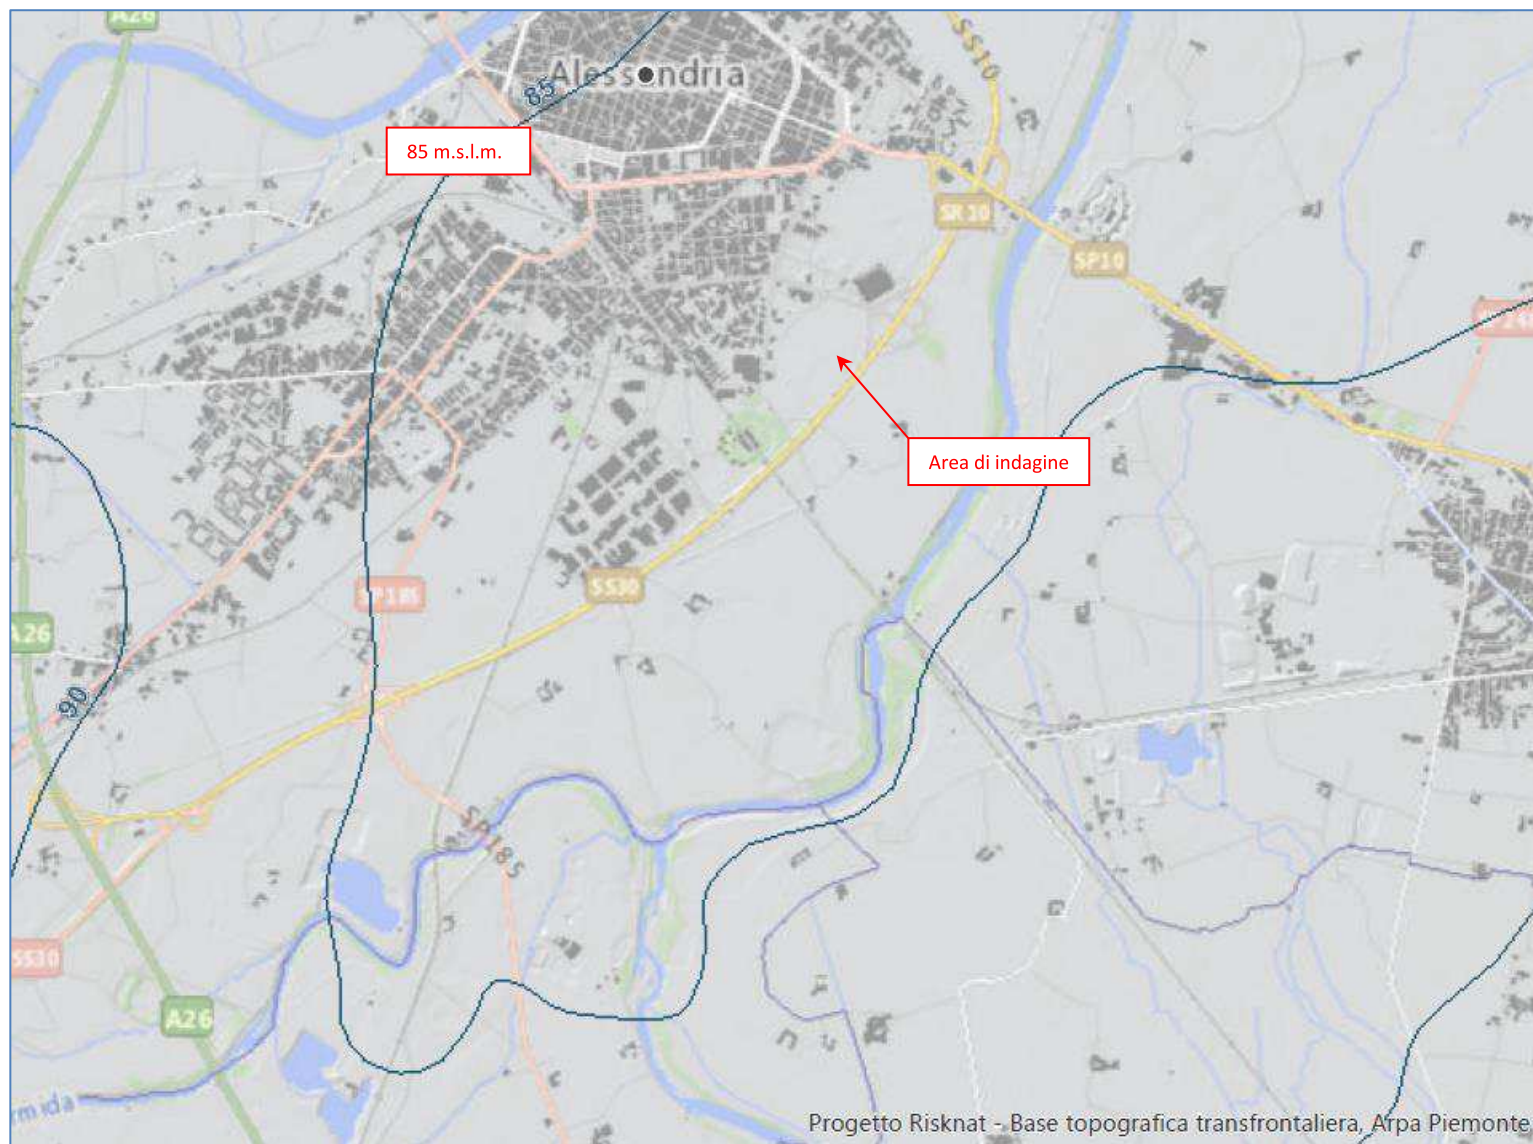 A26
SS10
Alessandria
85
85 m.s.l.m.
SR10
SP10
Area di indagine
SS30
SP185
A26
90
SP185
SS30
A26
rmida
Progetto Risknat - Base topografica transfrontaliera, Arpa Piemonte